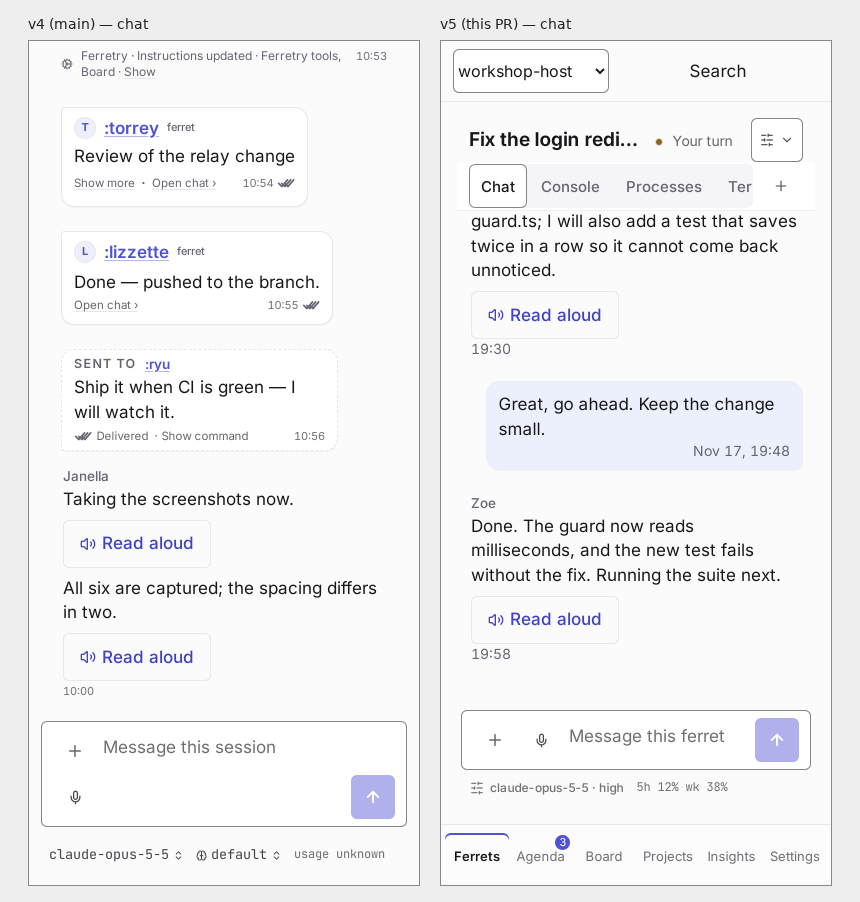 v4 (main) — chat
Ferretry · Instructions updated · Ferretry tools, Board · Show
10:53
T :torrey ferret
Review of the relay change
Show more · Open chat › 10:54
L :lizzette ferret
Done — pushed to the branch.
Open chat › 10:55
SENT TO :ryu
Ship it when CI is green — I
will watch it.
Delivered · Show command 10:56
Janella
Taking the screenshots now.
Read aloud
All six are captured; the spacing differs
in two.
Read aloud
10:00
Message this session
claude-opus-5-5 default usage unknown
v5 (this PR) — chat
workshop-host Search
Fix the login redi... Your turn
Chat Console Processes Ter +
guard.ts; I will also add a test that saves
twice in a row so it cannot come back
unnoticed.
Read aloud
19:30
Great, go ahead. Keep the change
small.
Nov 17, 19:48
Zoe
Done. The guard now reads
milliseconds, and the new test fails
without the fix. Running the suite next.
Read aloud
19:58
Message this ferret
claude-opus-5-5 · high 5h 12% wk 38%
3
Ferrets Agenda Board Projects Insights Settings